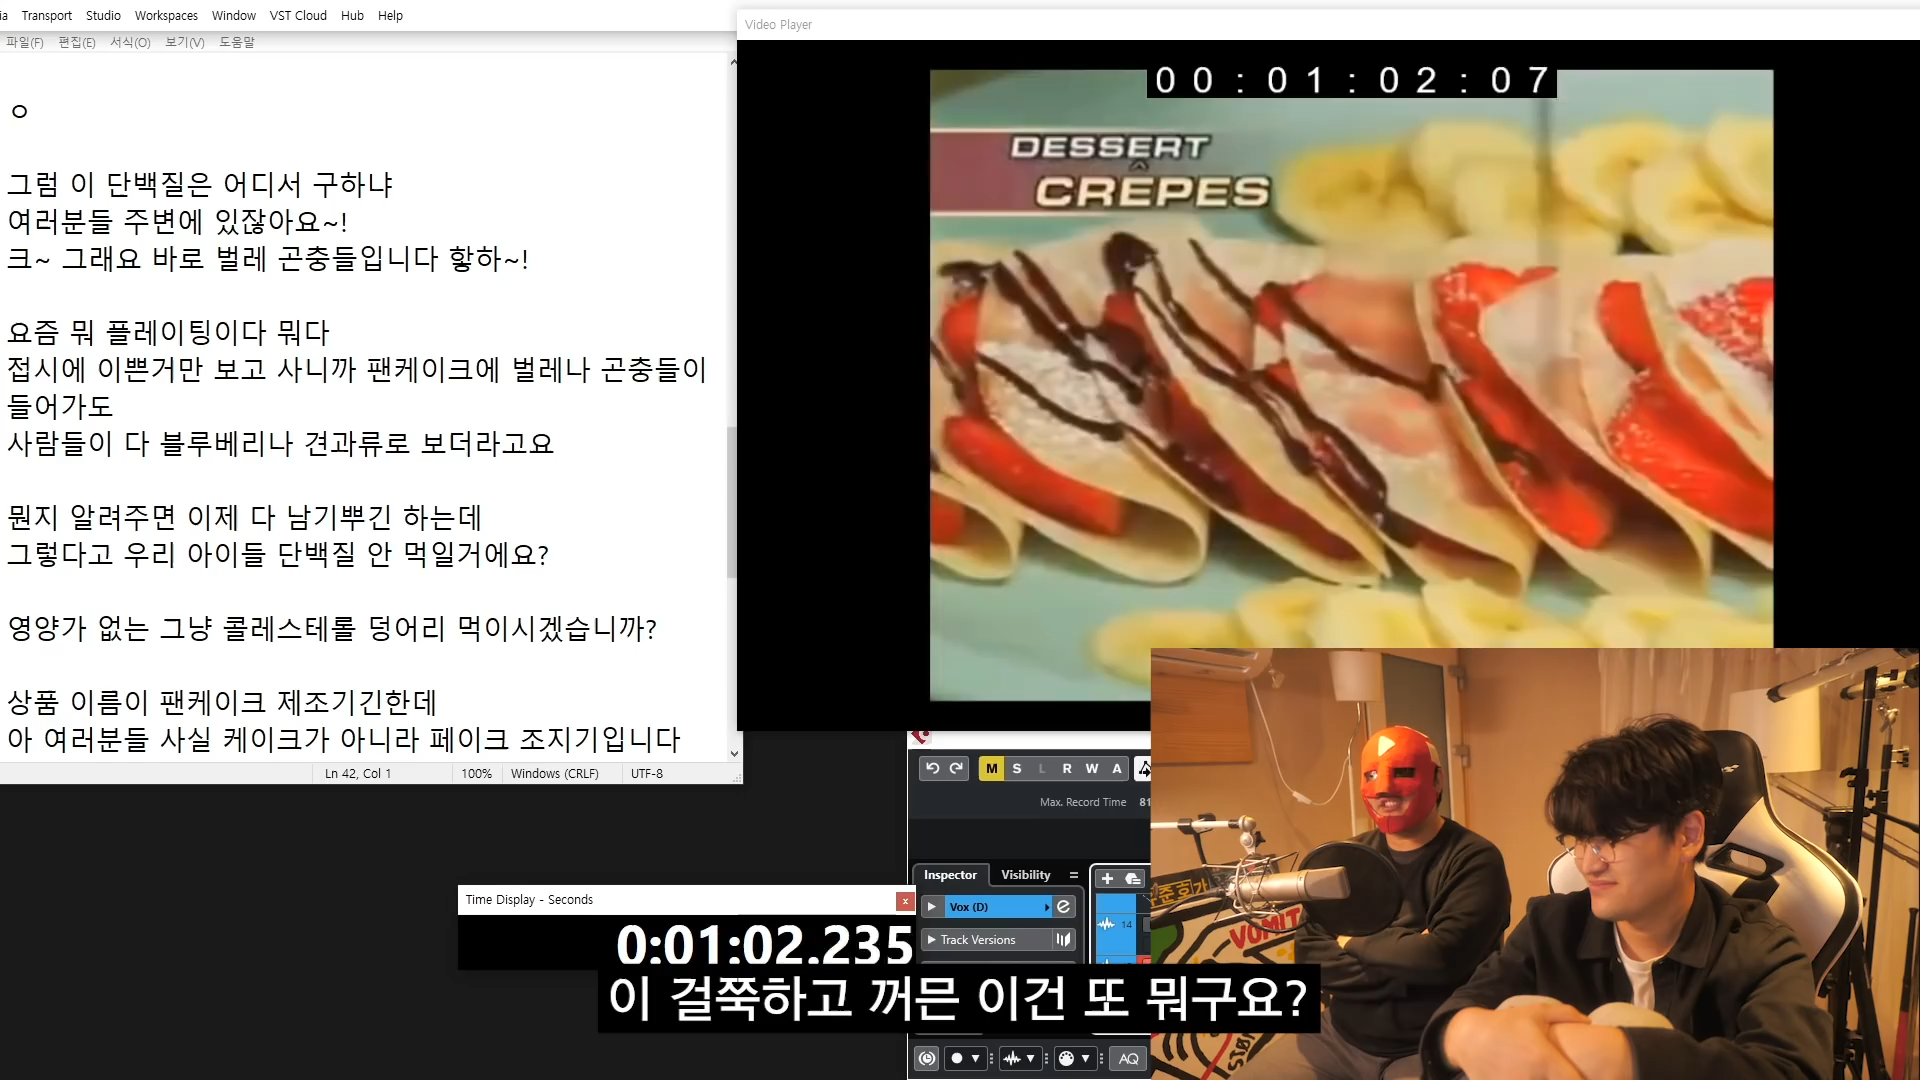 Transport Studio Workspaces Window VST Cloud Hub Help
파일(F) 편집(E) 서식(O) 보기(V) 도움말
ㅇ
그럼 이 단백질은 어디서 구하냐
여러분들 주변에 있잖아요~!
크~ 그래요 바로 벌레 곤충들입니다 핳하~!
요즘 뭐 플레이팅이다 뭐다
접시에 이쁜거만 보고 사니까 팬케이크에 벌레나 곤충들이
들어가도
사람들이 다 블루베리나 견과류로 보더라고요
뭔지 알려주면 이제 다 남기뿌긴 하는데
그렇다고 우리 아이들 단백질 안 먹일거에요?
영양가 없는 그냥 콜레스테롤 덩어리 먹이시겠습니까?
상품 이름이 팬케이크 제조기긴한데
아 여러분들 사실 케이크가 아니라 페이크 조지기입니다
Ln 42, Col 1 100% Windows (CRLF) UTF-8
Video Player
00:01:02:07
DESSERT
CREPES
M S L R W A
Max. Record Time 81
Inspector Visibility
Vox (D)
14
Track Versions
Time Display - Seconds
0:01:02.235
이 걸쭉하고 꺼믄 이건 또 뭐구요?
AQ
VOMIT